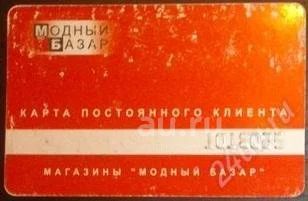 МОДНЫЙ
БАЗАР
КАРТА ПОСТОЯННОГО КЛИЕНТА
МАГАЗИНЫ "МОДНЫЙ БАЗАР"